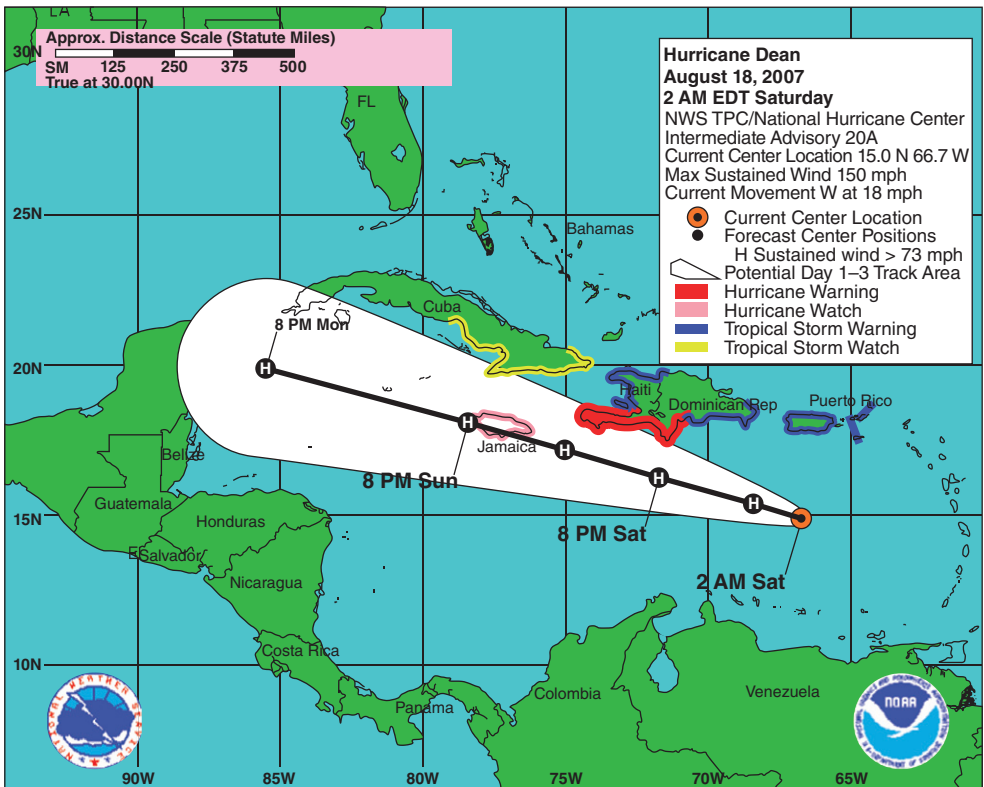 LA
Approx. Distance Scale (Statute Miles)
30N
SM 125 250 375 500
True at 30.00N
Hurricane Dean
August 18, 2007
2 AM EDT Saturday
NWS TPC/National Hurricane Center
Intermediate Advisory 20A
Current Center Location 15.0 N 66.7 W
Max Sustained Wind 150 mph
Current Movement W at 18 mph
Current Center Location
Forecast Center Positions
H Sustained wind > 73 mph
Potential Day 1–3 Track Area
Hurricane Warning
Hurricane Watch
Tropical Storm Warning
Tropical Storm Watch
FL
25N
Bahamas
Cuba
8 PM Mon
20N
H
Haiti
Dominican Rep
Puerto Rico
H
Jamaica
H
Belize
8 PM Sun
H
H
Guatemala
15N
Honduras
8 PM Sat
ElSalvador
2 AM Sat
Nicaragua
10N
Costa Rica
Panama
Colombia
Venezuela
NATIONAL WEATHER SERVICE
NOAA
90W 85W 80W 75W 70W 65W